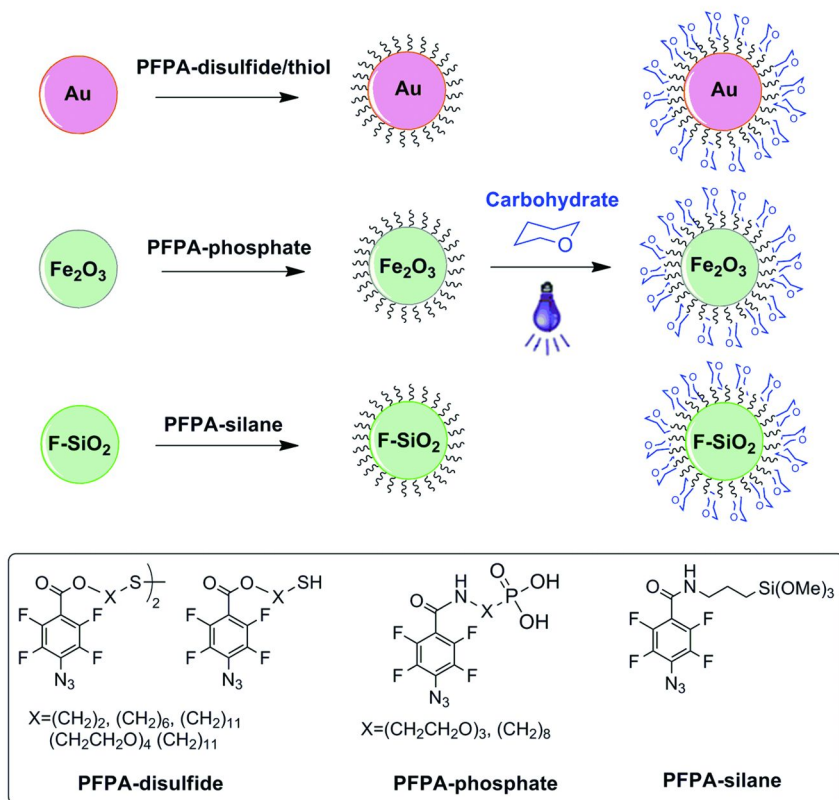 PFPA-disulfide/thiol
Au
Au
Au
Carbohydrate
O
PFPA-phosphate
Fe₂O₃
Fe₂O₃
Fe₂O₃
PFPA-silane
F-SiO₂
F-SiO₂
F-SiO₂
O O X S)₂
F F F F
N₃
O O X SH
F F F F
N₃
X=(CH₂)₂, (CH₂)₆, (CH₂)₁₁
(CH₂CH₂O)₄ (CH₂)₁₁
PFPA-disulfide
O H N X P O OH OH
F F F F
N₃
X=(CH₂CH₂O)₃, (CH₂)₈
PFPA-phosphate
O H N Si(OMe)₃
F F F F
N₃
PFPA-silane